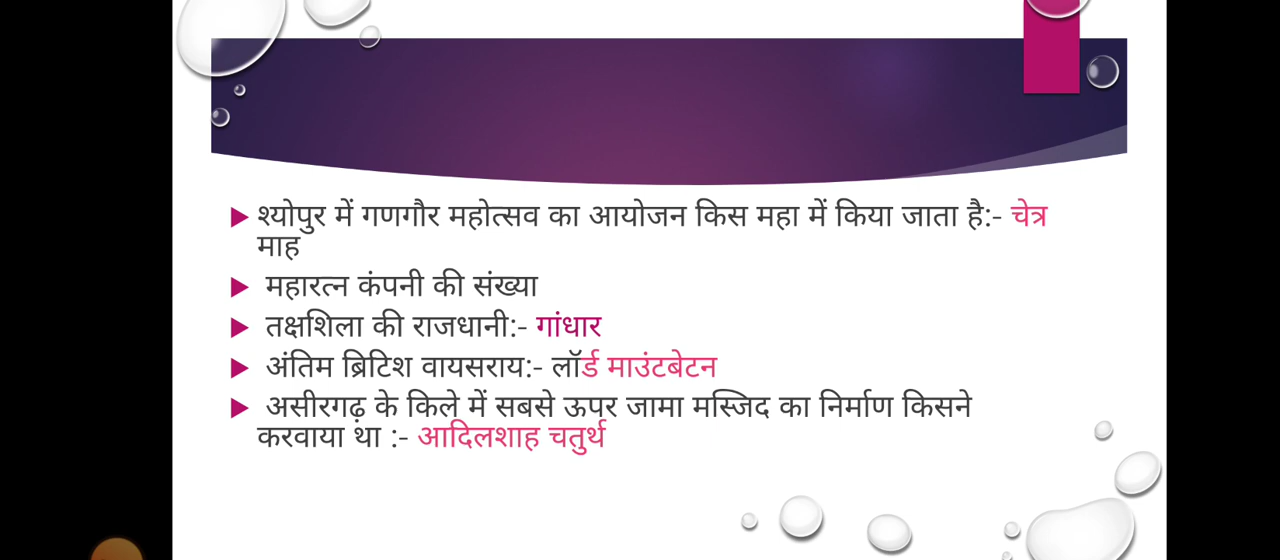 श्योपुर में गणगौर महोत्सव का आयोजन किस महा में किया जाता है:- चेत्र
माह
महारत्न कंपनी की संख्या
तक्षशिला की राजधानी:- गांधार
अंतिम ब्रिटिश वायसराय:- लॉर्ड माउंटबेटन
असीरगढ़ के किले में सबसे ऊपर जामा मस्जिद का निर्माण किसने
करवाया था :- आदिलशाह चतुर्थ